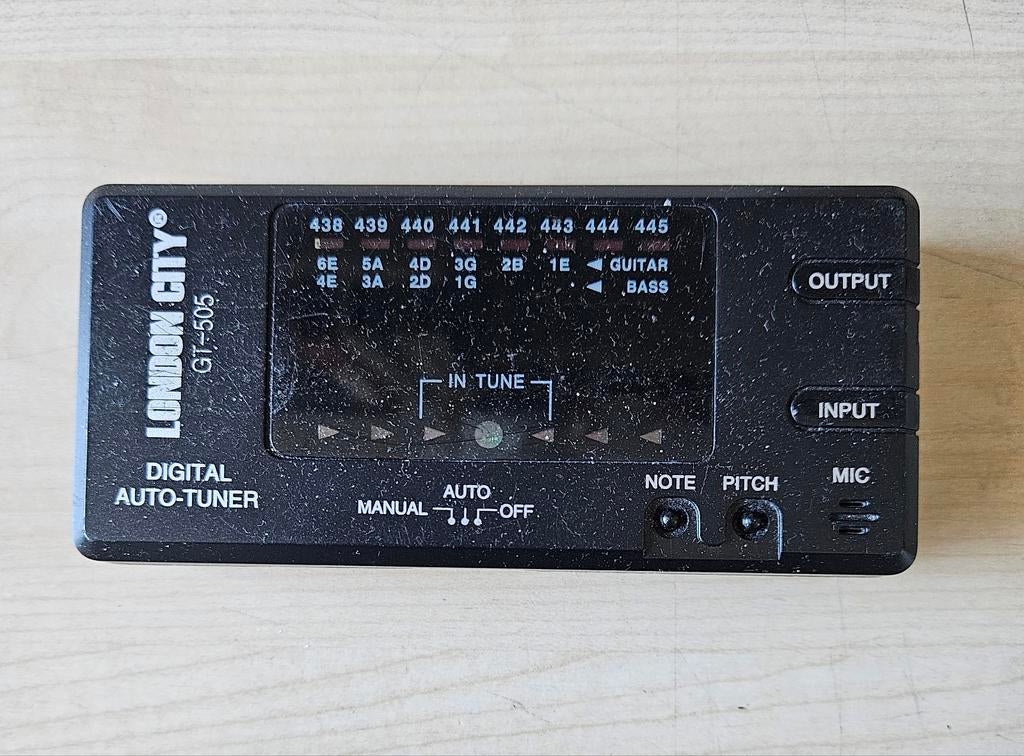 LONDON CITY®
GT-505
DIGITAL
AUTO-TUNER
438 439 440 441 442 443 444 445
6E 5A 4D 3G 2B 1E ◄ GUITAR
4E 3A 2D 1G ◄ BASS
IN TUNE
MANUAL AUTO OFF
OUTPUT
INPUT
NOTE PITCH
MIC